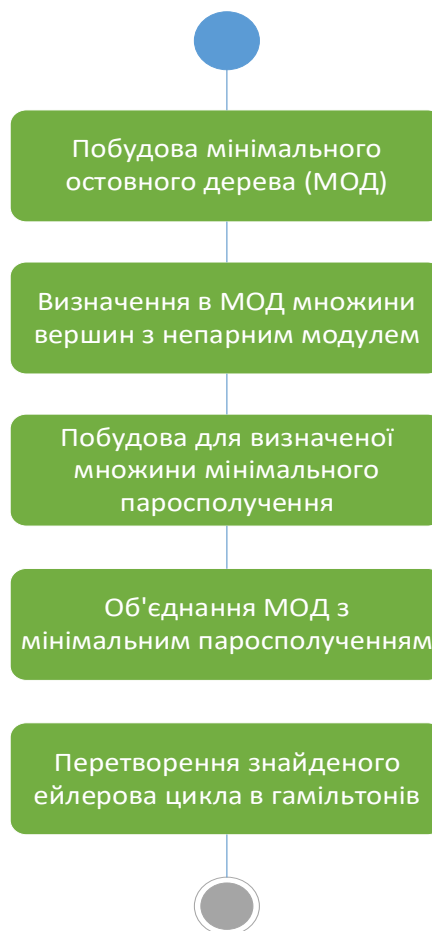 Побудова мінімального
остовного дерева (МОД)
Визначення в МОД множини
вершин з непарним модулем
Побудова для визначеної
множини мінімального
паросполучення
Об'єднання МОД з
мінімальним паросполученням
Перетворення знайденого
ейлерова цикла в гамільтонів